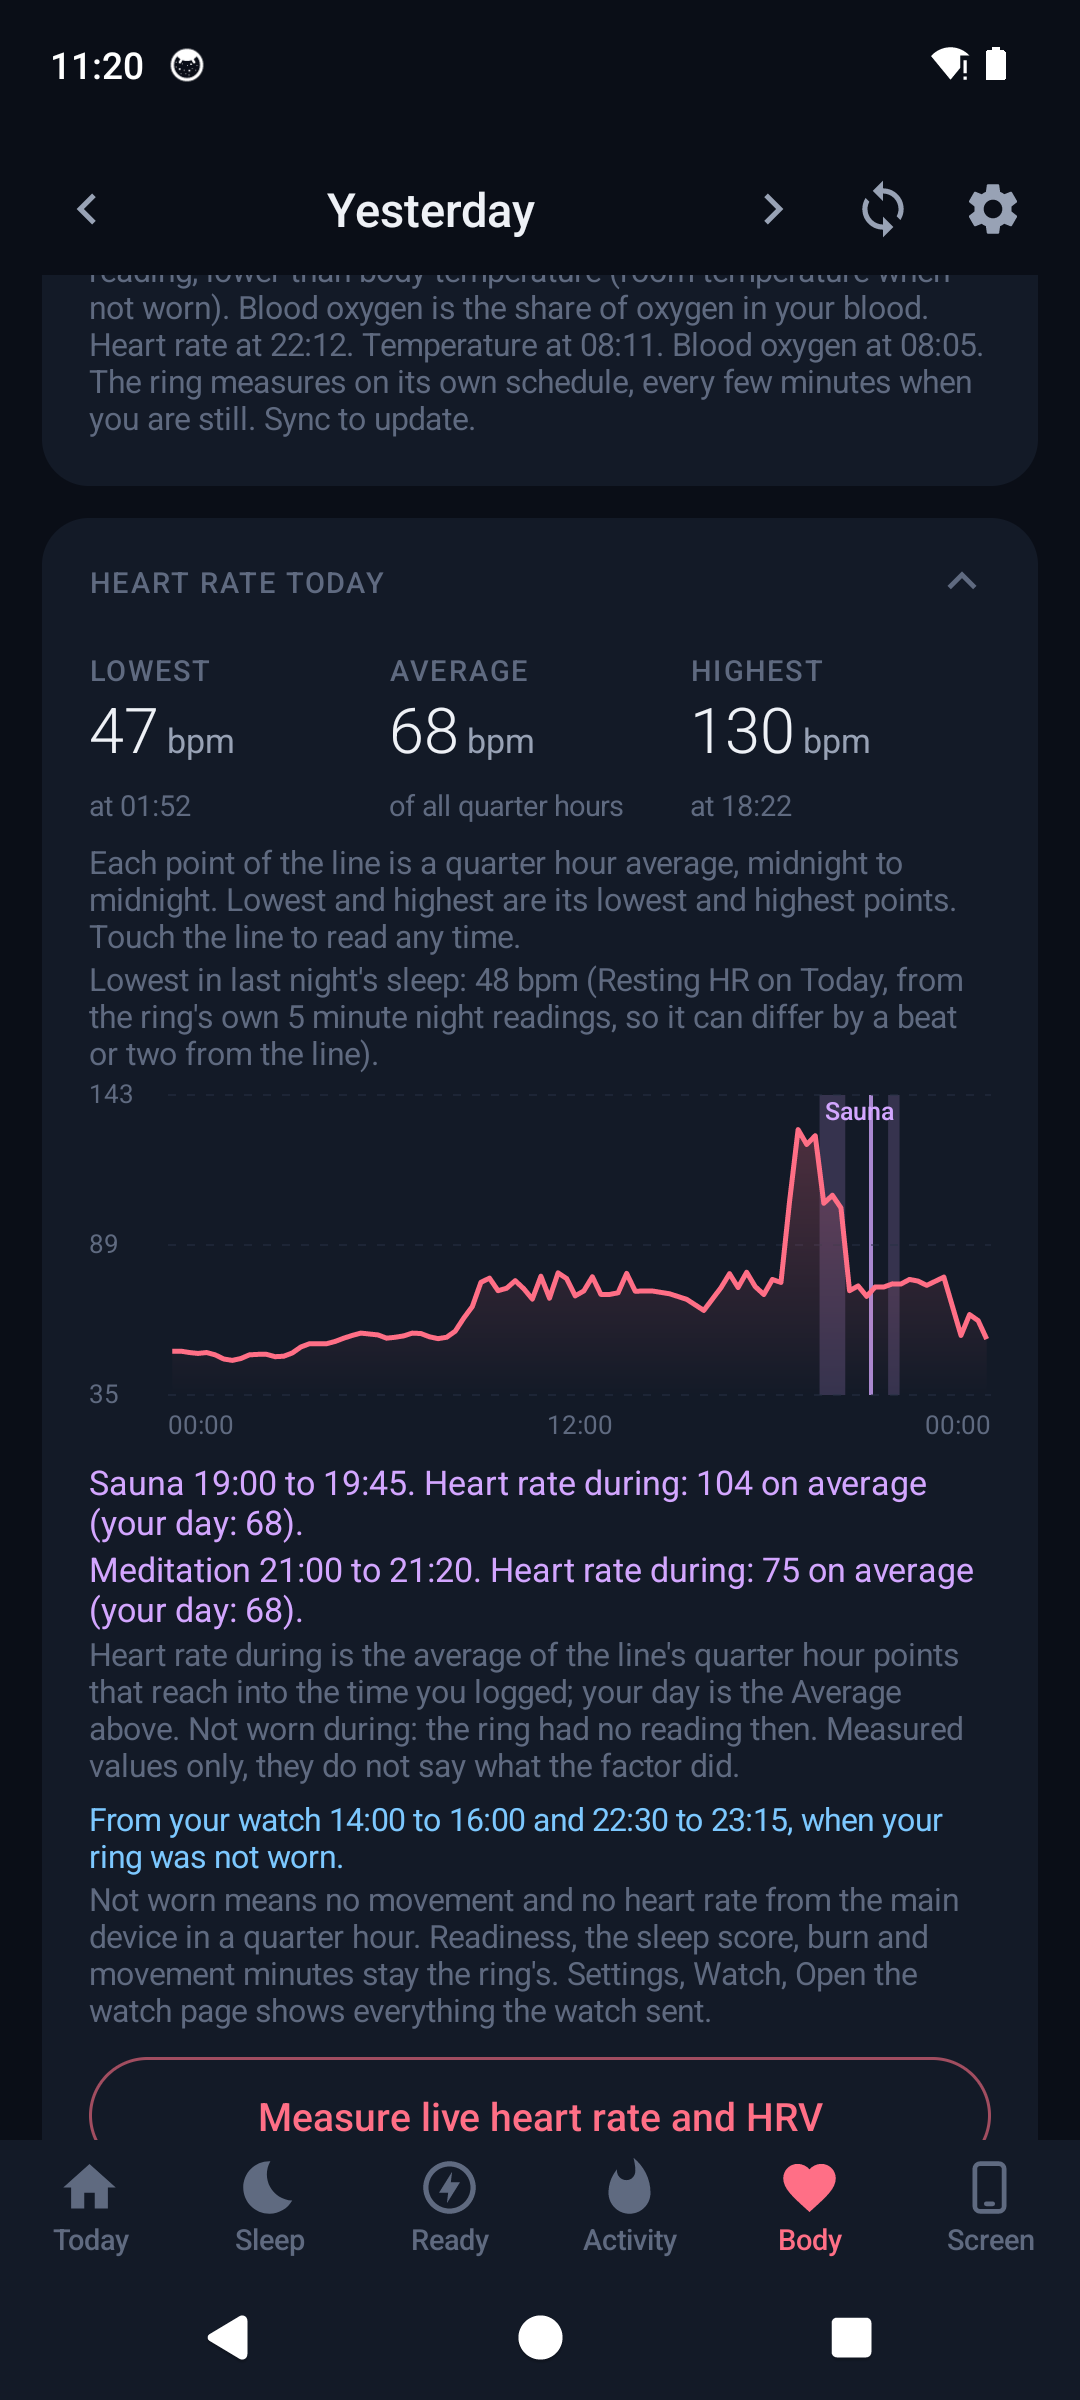 11:20
Yesterday
reading, lower than body temperature (room temperature when
not worn). Blood oxygen is the share of oxygen in your blood.
Heart rate at 22:12. Temperature at 08:11. Blood oxygen at 08:05.
The ring measures on its own schedule, every few minutes when
you are still. Sync to update.
HEART RATE TODAY
LOWEST AVERAGE HIGHEST
47 bpm 68 bpm 130 bpm
at 01:52 of all quarter hours at 18:22
Each point of the line is a quarter hour average, midnight to
midnight. Lowest and highest are its lowest and highest points.
Touch the line to read any time.
Lowest in last night's sleep: 48 bpm (Resting HR on Today, from
the ring's own 5 minute night readings, so it can differ by a beat
or two from the line).
143
Sauna
89
35
00:00 12:00 00:00
Sauna 19:00 to 19:45. Heart rate during: 104 on average
(your day: 68).
Meditation 21:00 to 21:20. Heart rate during: 75 on average
(your day: 68).
Heart rate during is the average of the line's quarter hour points
that reach into the time you logged; your day is the Average
above. Not worn during: the ring had no reading then. Measured
values only, they do not say what the factor did.
From your watch 14:00 to 16:00 and 22:30 to 23:15, when your
ring was not worn.
Not worn means no movement and no heart rate from the main
device in a quarter hour. Readiness, the sleep score, burn and
movement minutes stay the ring's. Settings, Watch, Open the
watch page shows everything the watch sent.
Measure live heart rate and HRV
Today Sleep Ready Activity Body Screen